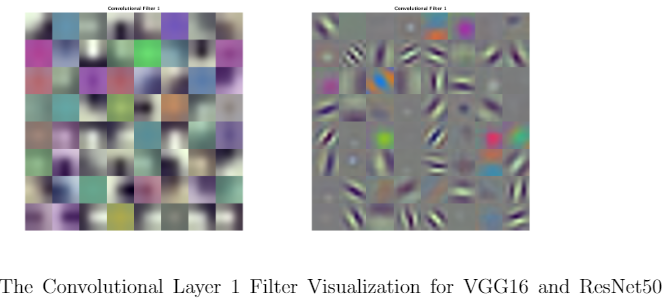 Convolutional Filter 1
Convolutional Filter 1
The Convolutional Layer 1 Filter Visualization for VGG16 and ResNet50